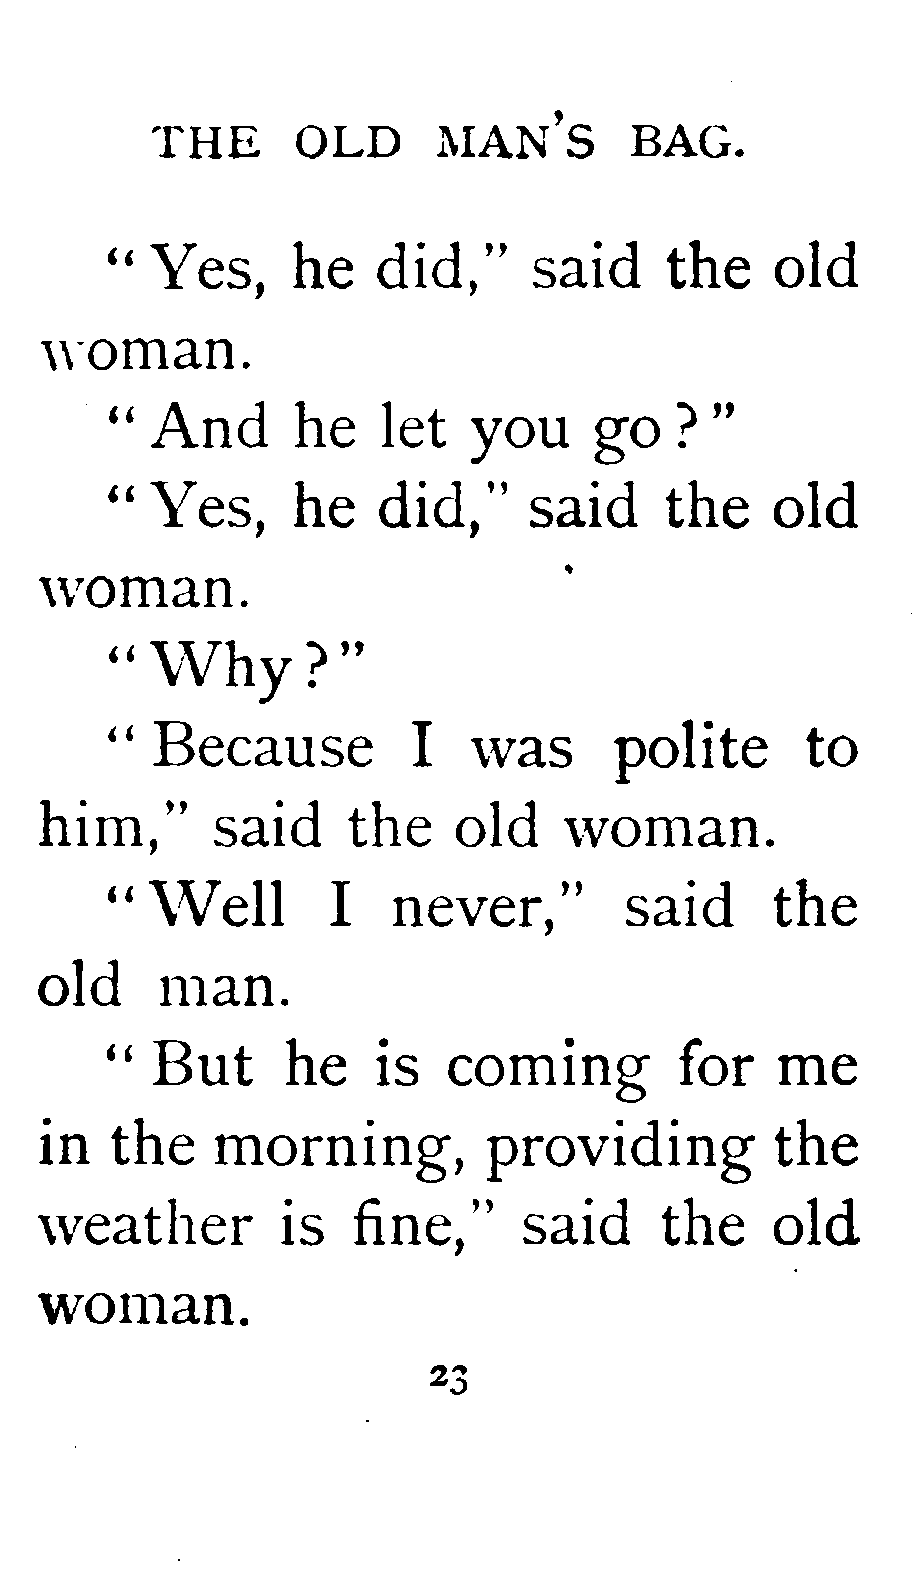 THE OLD MAN'S BAG.
"Yes, he did," said the old
woman.
"And he let you go?"
"Yes, he did," said the old
woman.
"Why?"
"Because I was polite to
him," said the old woman.
"Well I never," said the
old man.
"But he is coming for me
in the morning, providing the
weather is fine," said the old
woman.
23